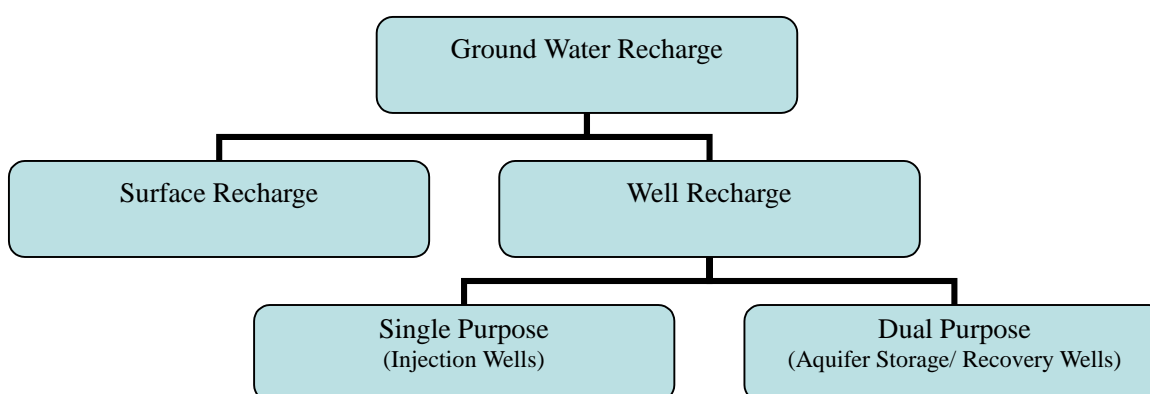 Ground Water Recharge
Surface Recharge
Well Recharge
Single Purpose
(Injection Wells)
Dual Purpose
(Aquifer Storage/ Recovery Wells)